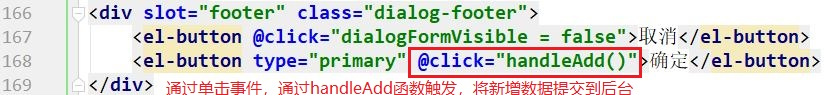 166 <div slot="footer" class="dialog-footer">
167 <el-button @click="dialogFormVisible = false">取消</el-button>
168 <el-button type="primary" @click="handleAdd()">确定</el-button>
169 </div> 通过单击事件，通过handleAdd函数触发，将新增数据提交到后台